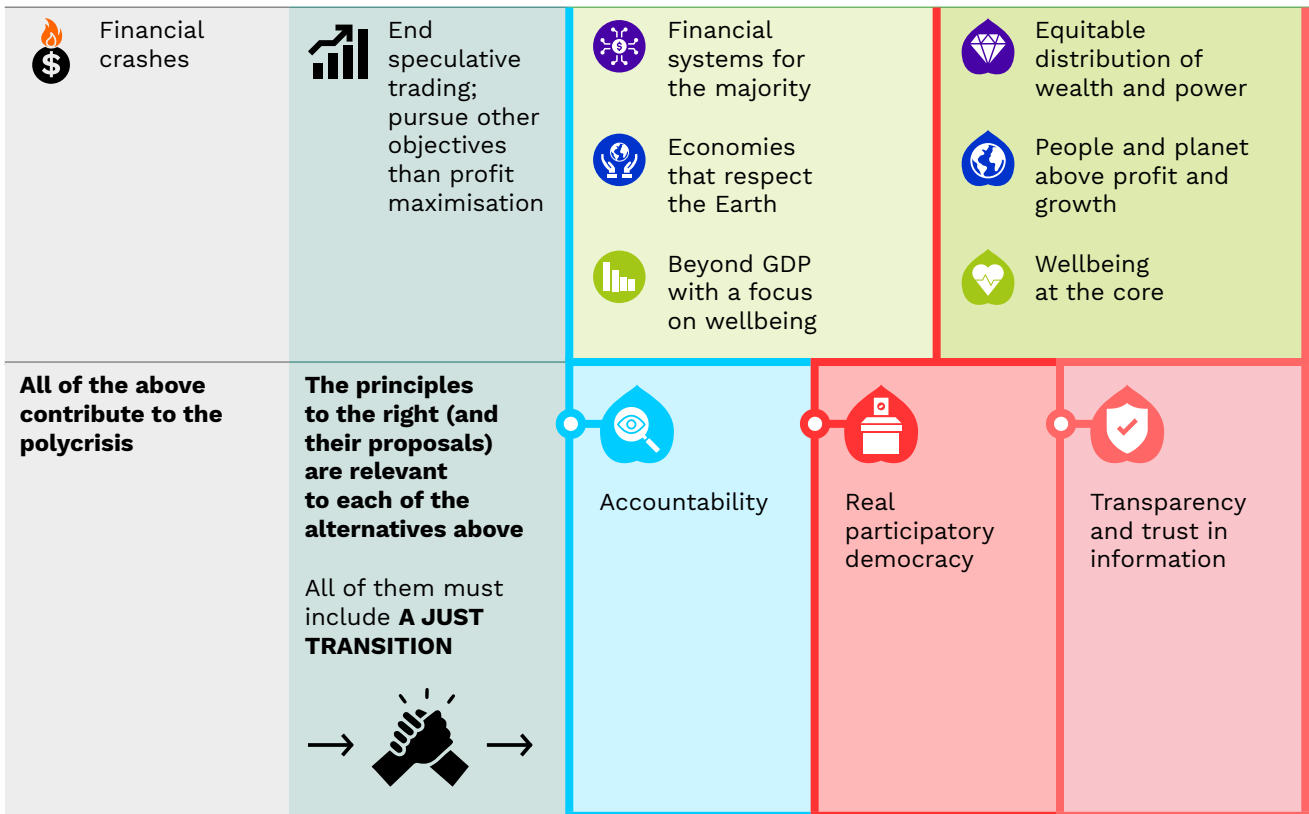 Financial
crashes
End
speculative
trading;
pursue other
objectives
than profit
maximisation
Financial
systems for
the majority
Economies
that respect
the Earth
Beyond GDP
with a focus
on wellbeing
Equitable
distribution of
wealth and power
People and planet
above profit and
growth
Wellbeing
at the core
All of the above
contribute to the
polycrisis
The principles
to the right (and
their proposals)
are relevant
to each of the
alternatives above
All of them must
include A JUST
TRANSITION
Accountability
Real
participatory
democracy
Transparency
and trust in
information